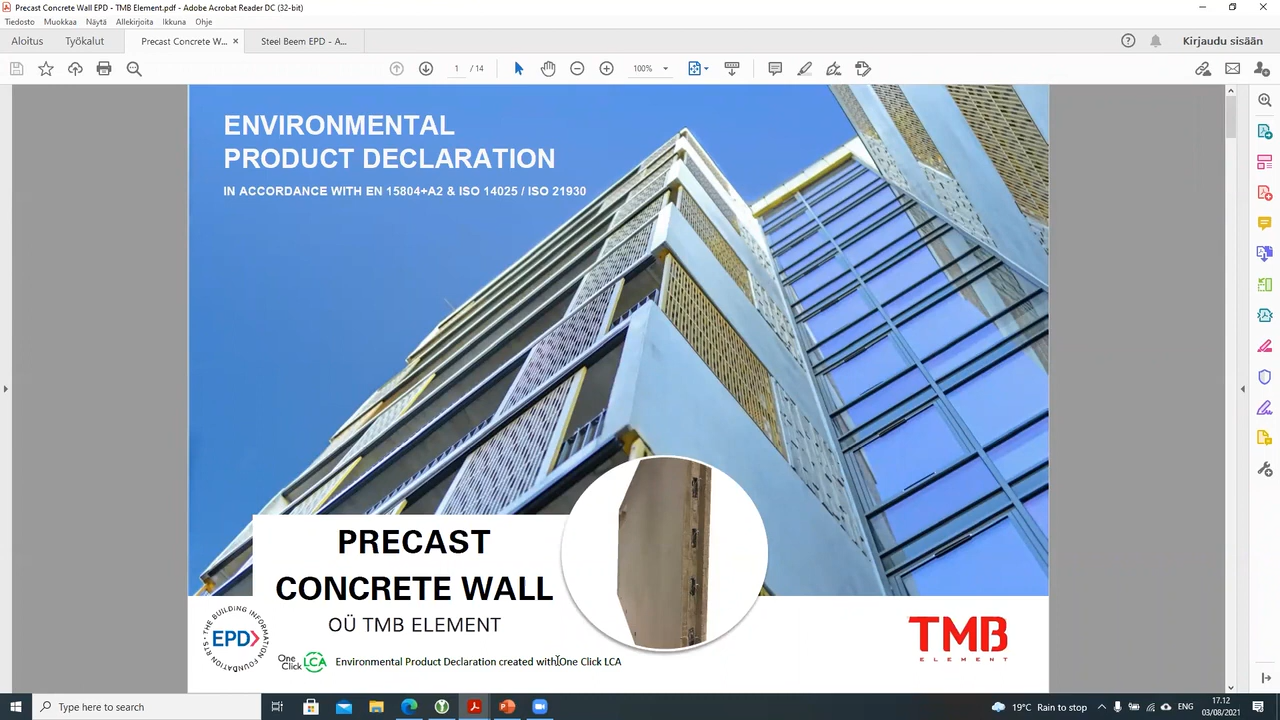 Precast Concrete Wall EPD - TMB Element.pdf - Adobe Acrobat Reader DC (32-bit)
Tiedosto Muokkaa Näytä Allekirjoita Ikkuna Ohje
Aloitus Työkalut Precast Concrete W... × Steel Beem EPD - A... Kirjaudu sisään
1 / 14 100%
ENVIRONMENTAL
PRODUCT DECLARATION
IN ACCORDANCE WITH EN 15804+A2 & ISO 14025 / ISO 21930
PRECAST
CONCRETE WALL
OÜ TMB ELEMENT
THE BUILDING INFORMATION FOUNDATION RTS
EPD
One Click LCA
Environmental Product Declaration created with One Click LCA
TMB
ELEMENT
Type here to search
19°C Rain to stop
ENG
17.12
03/08/2021